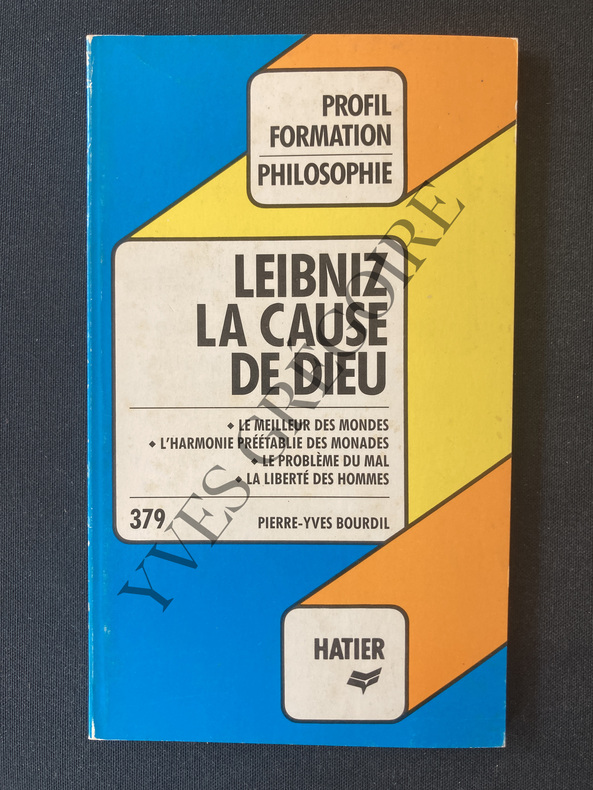 PROFIL
FORMATION
PHILOSOPHIE
LEIBNIZ
LA CAUSE
DE DIEU
◆ LE MEILLEUR DES MONDES
◆ L'HARMONIE PRÉÉTABLIE DES MONADES
◆ LE PROBLÈME DU MAL
◆ LA LIBERTÉ DES HOMMES
379
PIERRE-YVES BOURDIL
HATIER
YVES GRÉGOIRE